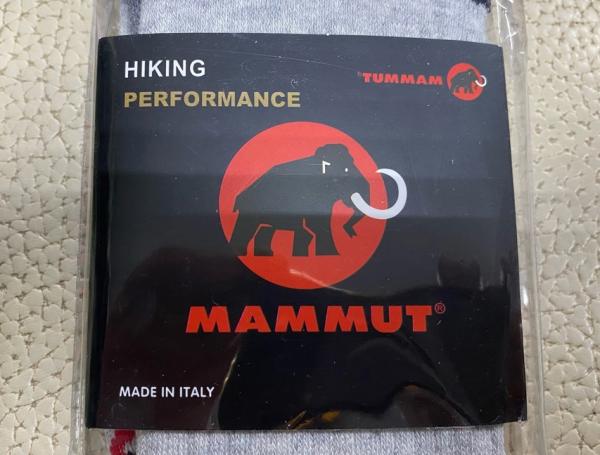 HIKING
TUMMAM®
PERFORMANCE
MAMMUT®
MADE IN ITALY